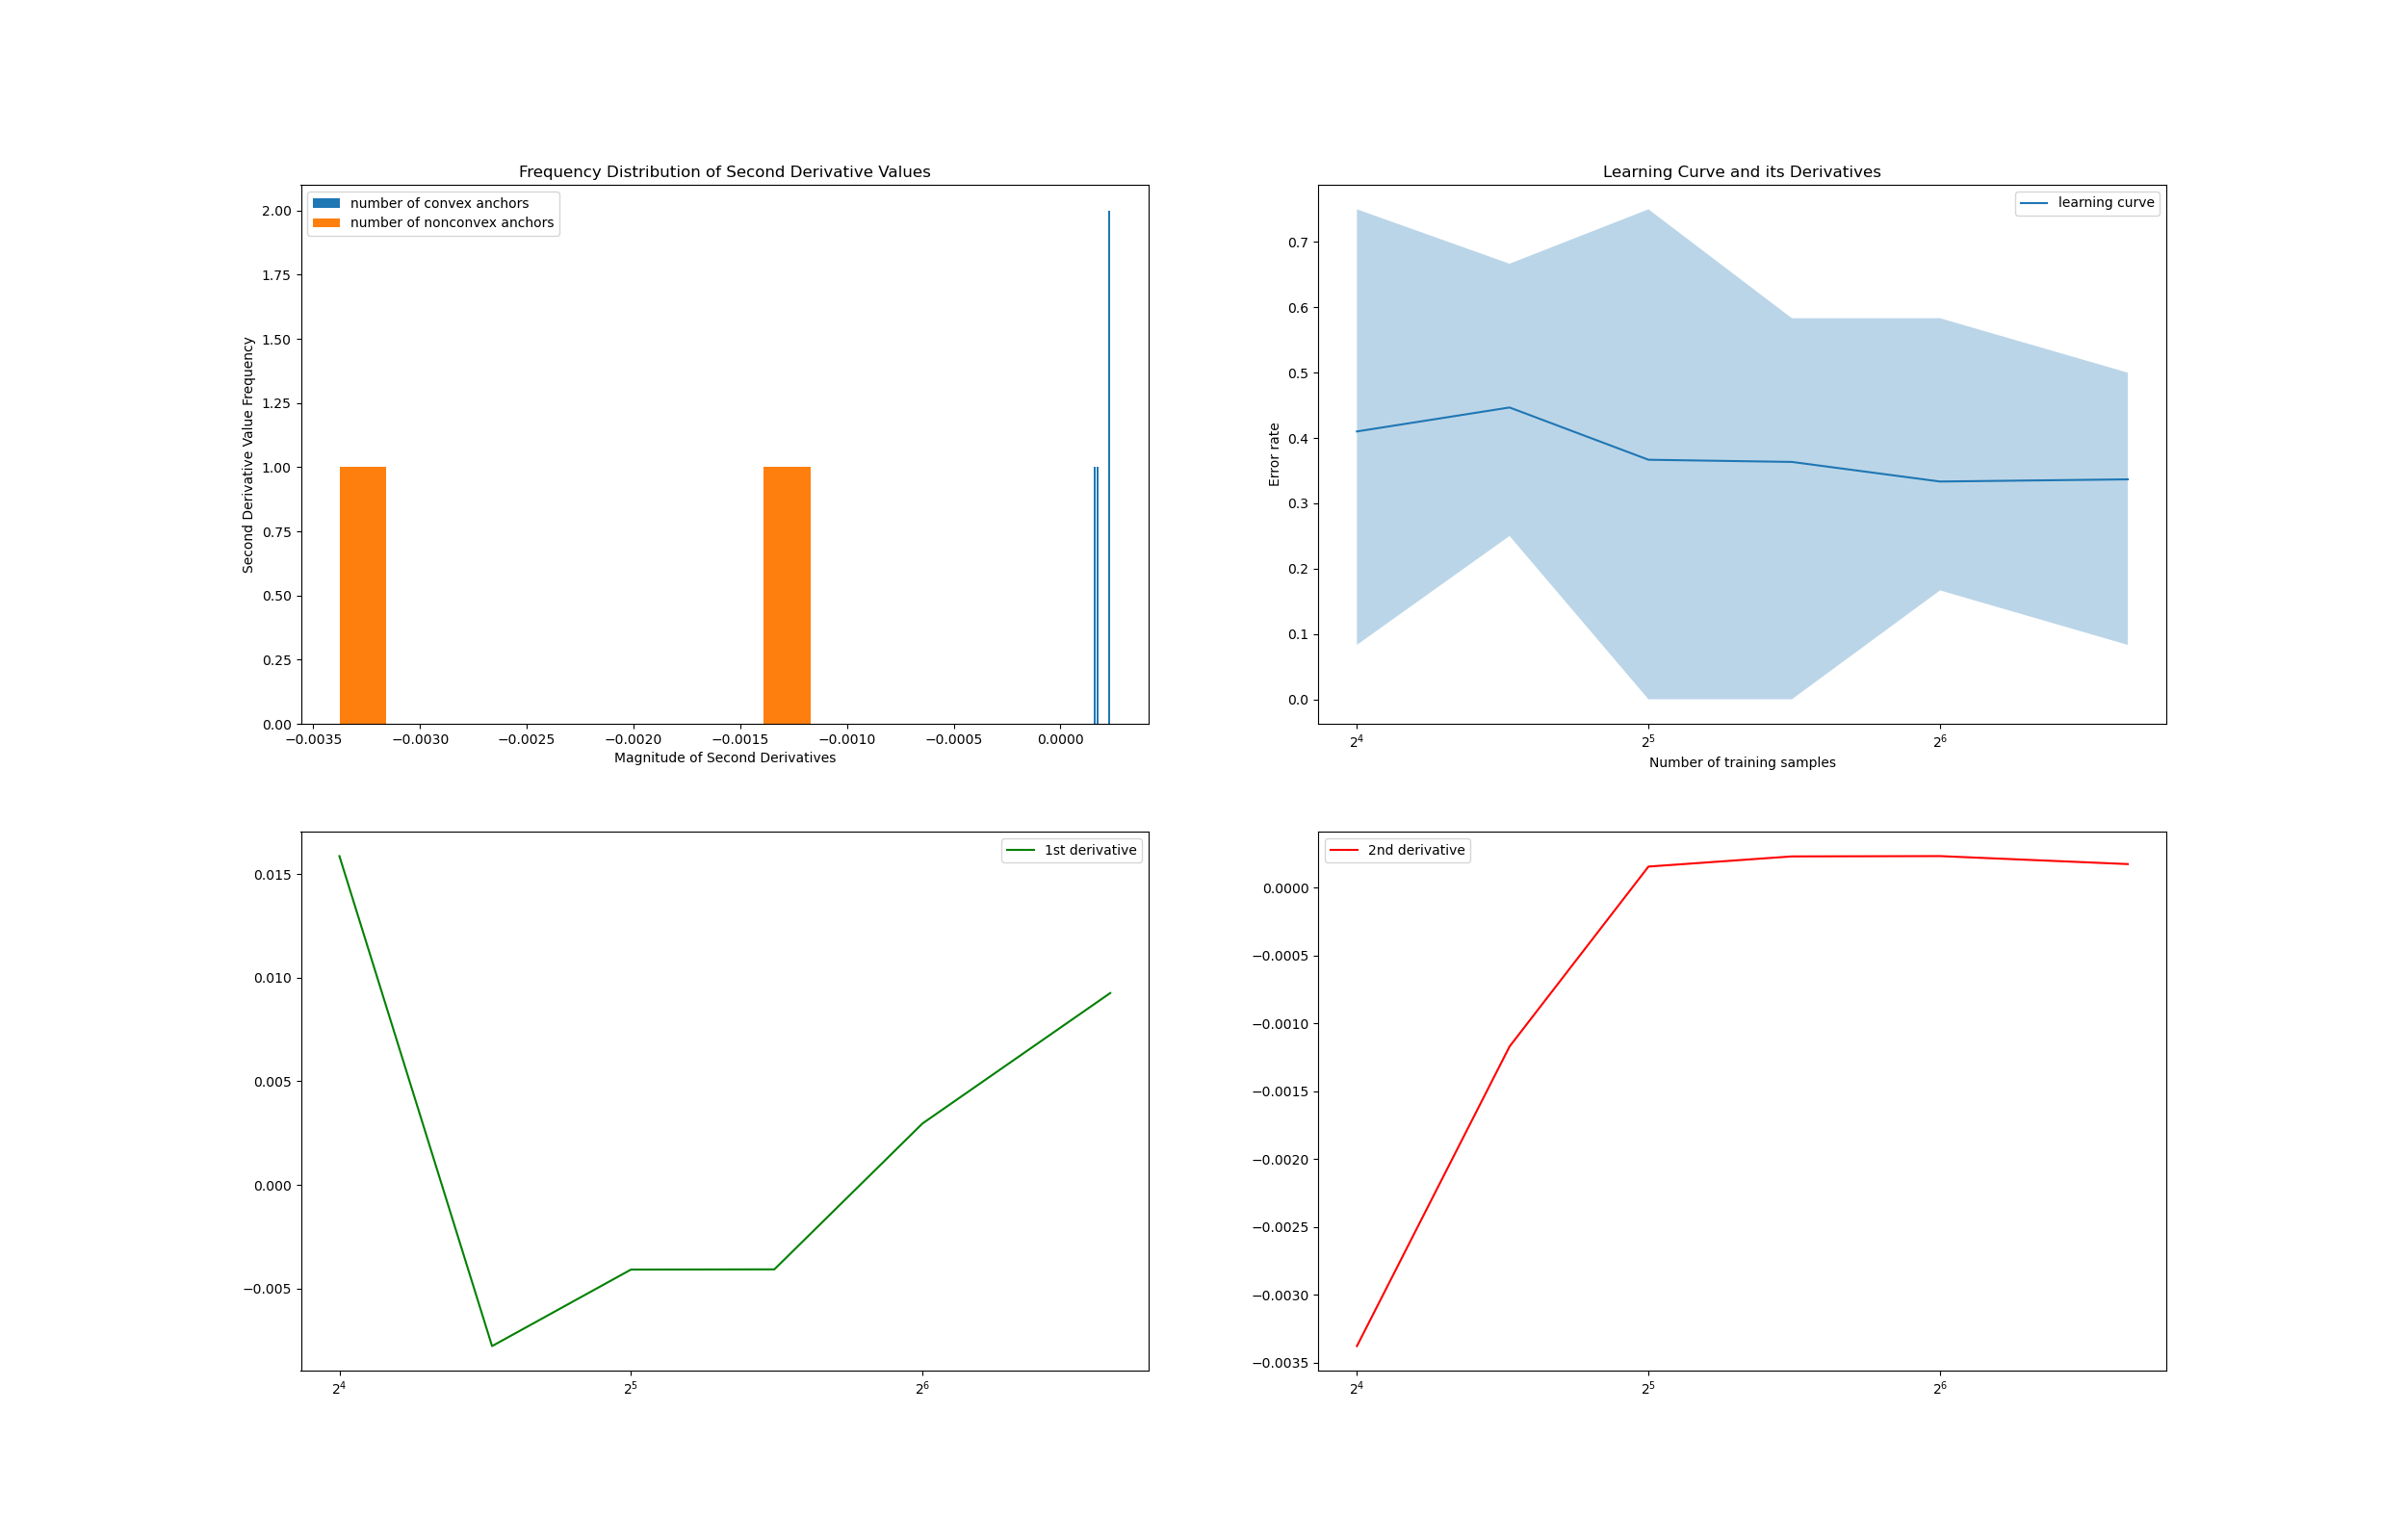 Frequency Distribution of Second Derivative Values
number of convex anchors
number of nonconvex anchors
2.00
1.75
1.50
1.25
1.00
0.75
0.50
0.25
0.00
Second Derivative Value Frequency
−0.0035 −0.0030 −0.0025 −0.0020 −0.0015 −0.0010 −0.0005 0.0000
Magnitude of Second Derivatives
Learning Curve and its Derivatives
learning curve
0.7
0.6
0.5
0.4
0.3
0.2
0.1
0.0
Error rate
2⁴ 2⁵ 2⁶
Number of training samples
1st derivative
0.015
0.010
0.005
0.000
−0.005
2⁴ 2⁵ 2⁶
2nd derivative
0.0000
−0.0005
−0.0010
−0.0015
−0.0020
−0.0025
−0.0030
−0.0035
2⁴ 2⁵ 2⁶